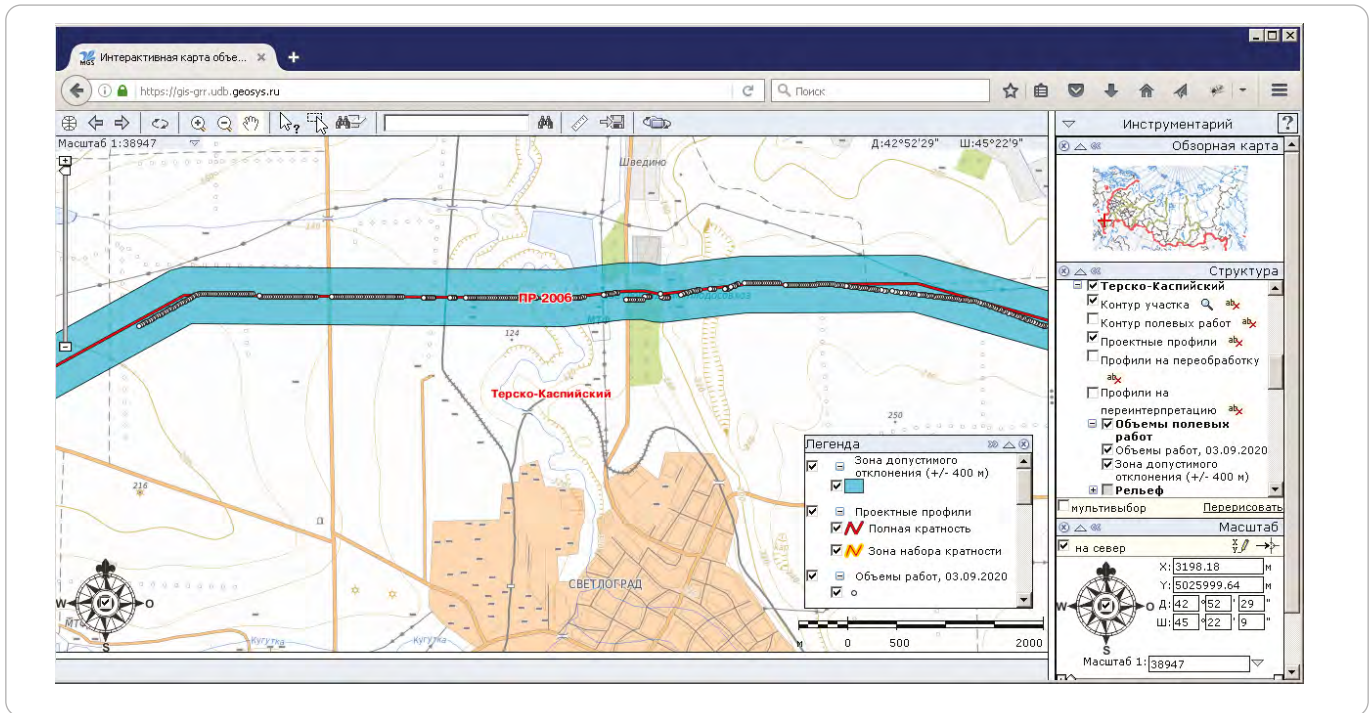 Интерактивная карта объе...
https://gis-grr.udb.geosys.ru
Поиск
Инструментарий
?
Масштаб 1:38947
Д:42°52'29" Ш:45°22'9"
Обзорная карта
Шведино
Структура
Терско-Каспийский
Контур участка
Контур полевых работ
Проектные профили
Профили на переобработку
Профили на
переинтерпретацию
Объемы полевых
работ
Объемы работ, 03.09.2020
Зона допустимого
отклонения (+/- 400 м)
Рельеф
мультивыбор Перерисовать
ПР 2006
МТФ
124
Терско-Каспийский
250
216
Д
Легенда
Зона допустимого
отклонения (+/- 400 м)
Проектные профили
Полная кратность
Зона набора кратности
Объемы работ, 03.09.2020
СВЕТЛОГРАД
Масштаб
на север
X: 3198.18 м
Y: 5025999.64 м
Д: 42 ° 52 ' 29 "
Ш: 45 ° 22 ' 9 "
W O
S
Масштаб 1: 38947
W O
S
МТФ
Кугутка
Кугутка
м 0 500 2000